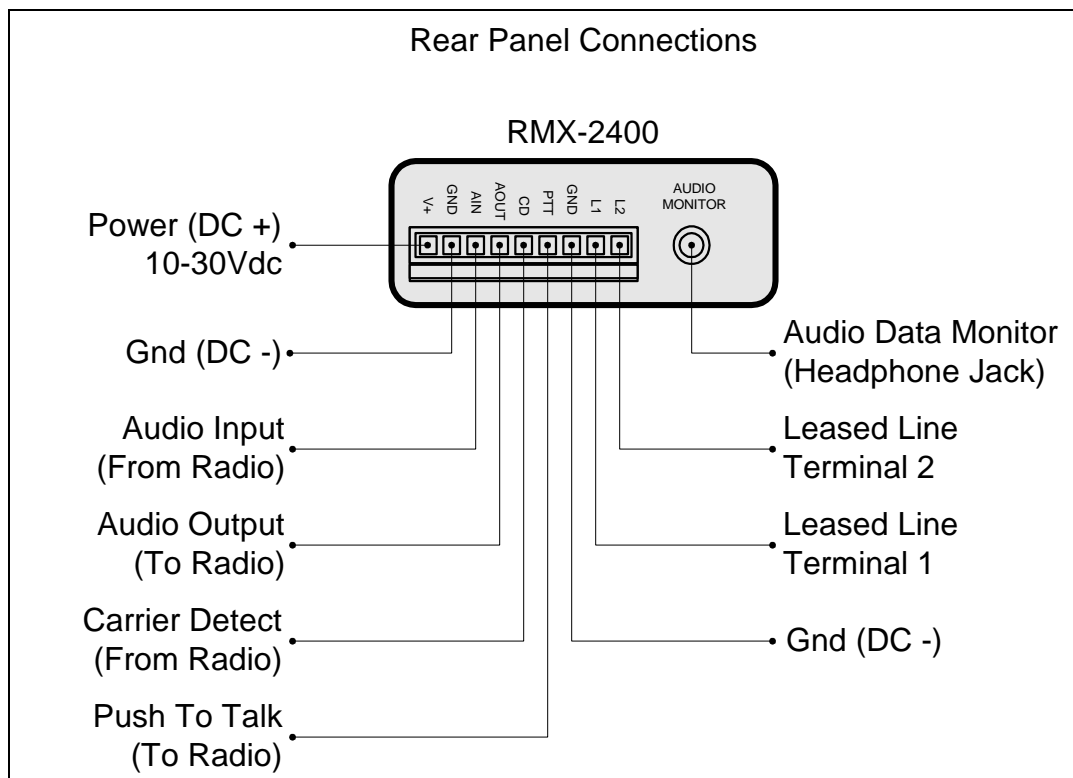 Rear Panel Connections
RMX-2400
V+
GND
AIN
AOUT
CD
PTT
GND
L1
L2
AUDIO
MONITOR
Power (DC +)
10-30Vdc
Gnd (DC -)
Audio Input
(From Radio)
Audio Output
(To Radio)
Carrier Detect
(From Radio)
Push To Talk
(To Radio)
Audio Data Monitor
(Headphone Jack)
Leased Line
Terminal 2
Leased Line
Terminal 1
Gnd (DC -)